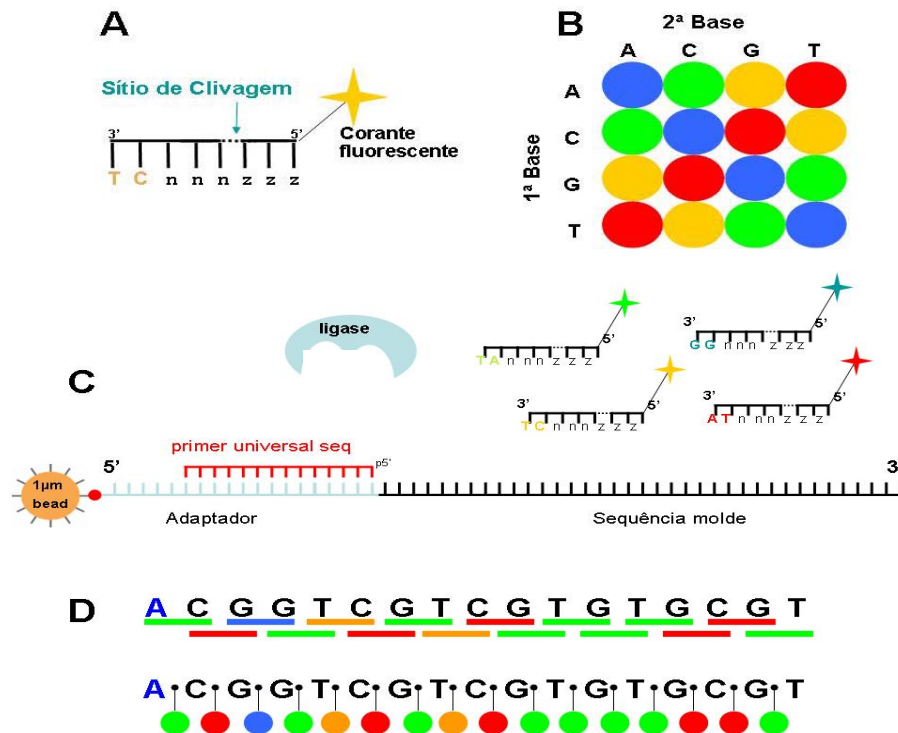 A
Sítio de Clivagem
Corante
fluorescente
3’ 5’
T C n n n z z z
B
2ª Base
A C G T
1ª Base
A
C
G
T
ligase
3’ 5’
T A n n n z z z
3’ 5’
G G n n n z z z
3’ 5’
T C n n n z z z
3’ 5’
A T n n n z z z
C
primer universal seq
p5’
5’ 3’
1µm
bead
Adaptador
Sequência molde
D
A C G G T C G T C G T G T G C G T
A C G G T C G T C G T G T G C G T